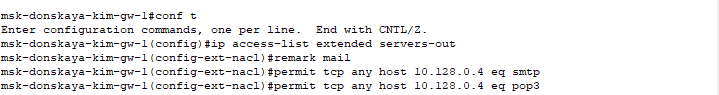 msk-donskaya-kim-gw-1#conf t
Enter configuration commands, one per line.  End with CNTL/Z.
msk-donskaya-kim-gw-1(config)#ip access-list extended servers-out
msk-donskaya-kim-gw-1(config-ext-nacl)#remark mail
msk-donskaya-kim-gw-1(config-ext-nacl)#permit tcp any host 10.128.0.4 eq smtp
msk-donskaya-kim-gw-1(config-ext-nacl)#permit tcp any host 10.128.0.4 eq pop3